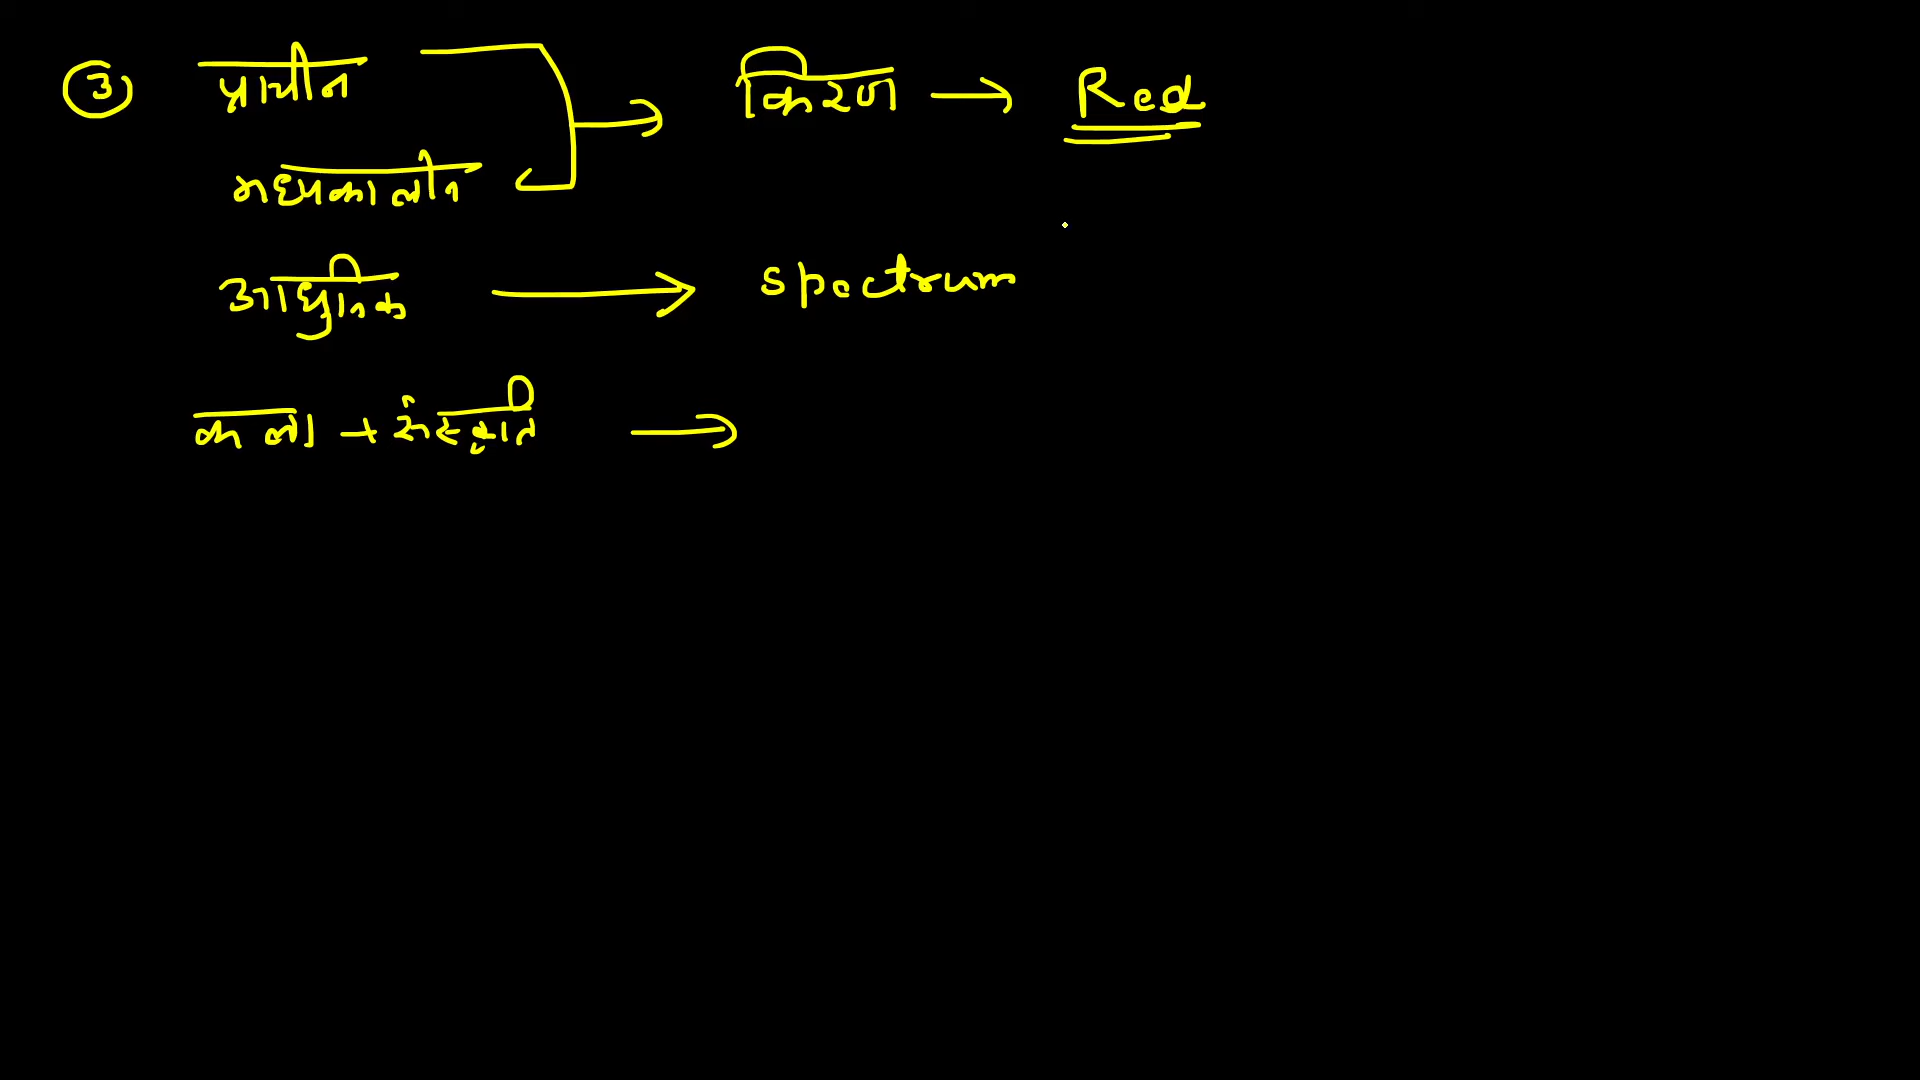 ③ प्राचीन → किरण → Red
मध्यकालीन
आधुनिक → spectrum
कला + संस्कृति →